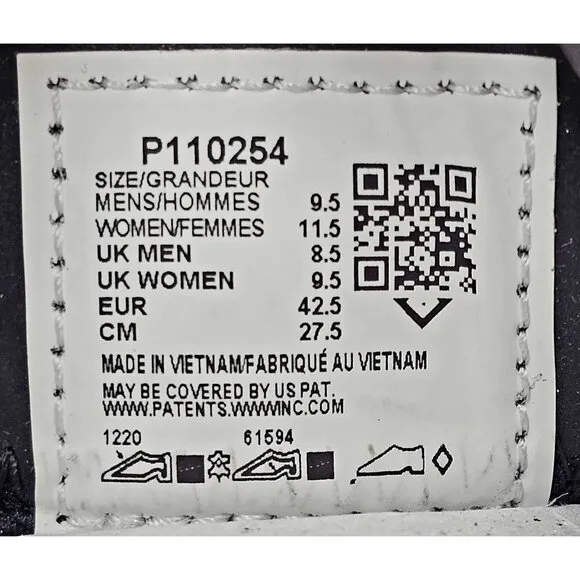 P110254
SIZE/GRANDEUR
MENS/HOMMES 9.5
WOMEN/FEMMES 11.5
UK MEN 8.5
UK WOMEN 9.5
EUR 42.5
CM 27.5
MADE IN VIETNAM/FABRIQUÉ AU VIETNAM
MAY BE COVERED BY US PAT.
WWW.PATENTS.WWWINC.COM
1220 61594